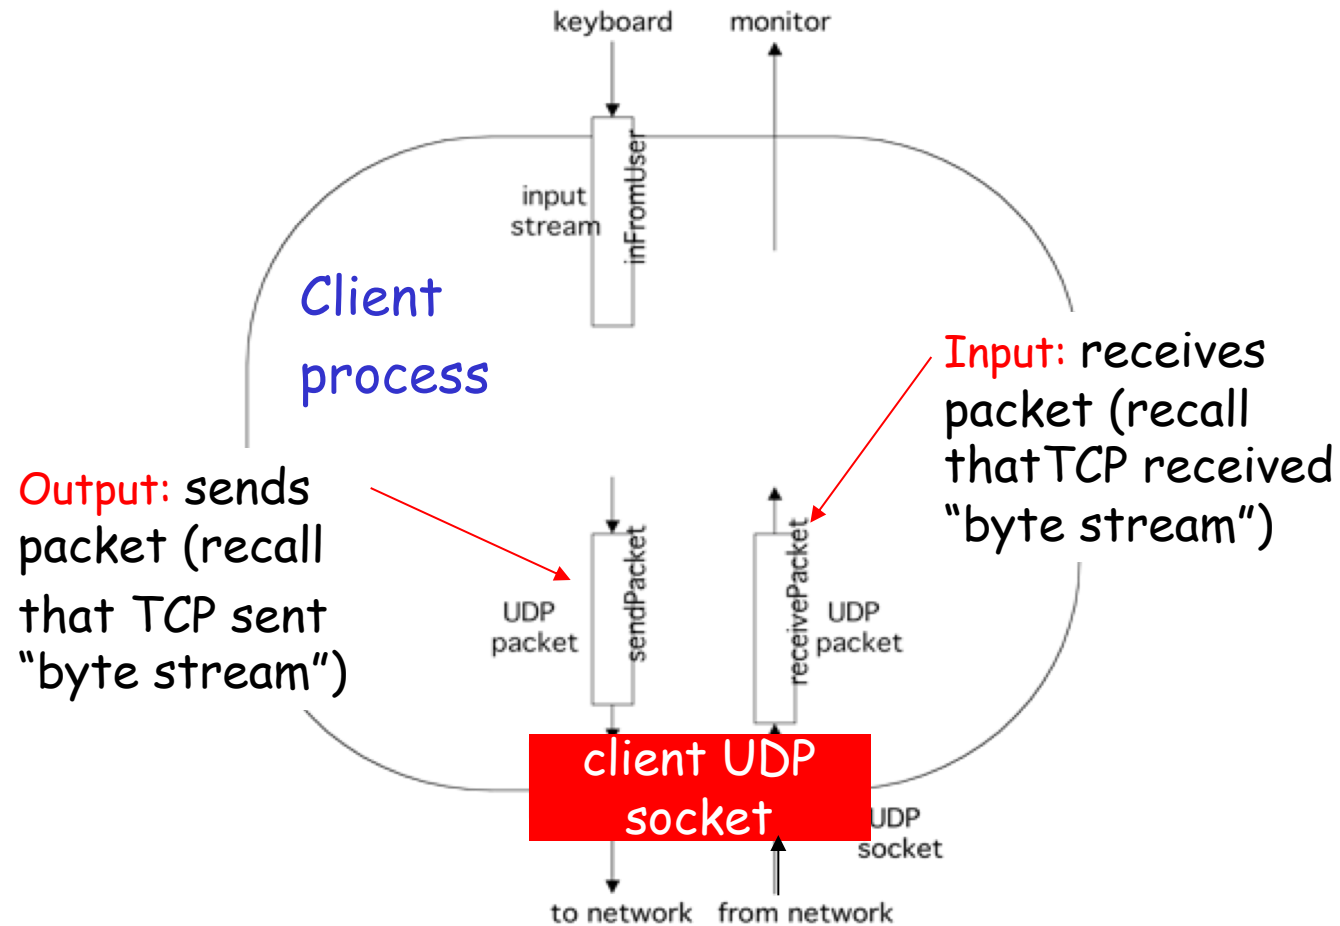 keyboard
monitor
input
stream
inFromUser
Client
process
Input: receives
packet (recall
thatTCP received
“byte stream”)
Output: sends
packet (recall
that TCP sent
“byte stream”)
UDP
packet
sendPacket
receivePacket
UDP
packet
client UDP
socket
UDP
socket
to network
from network